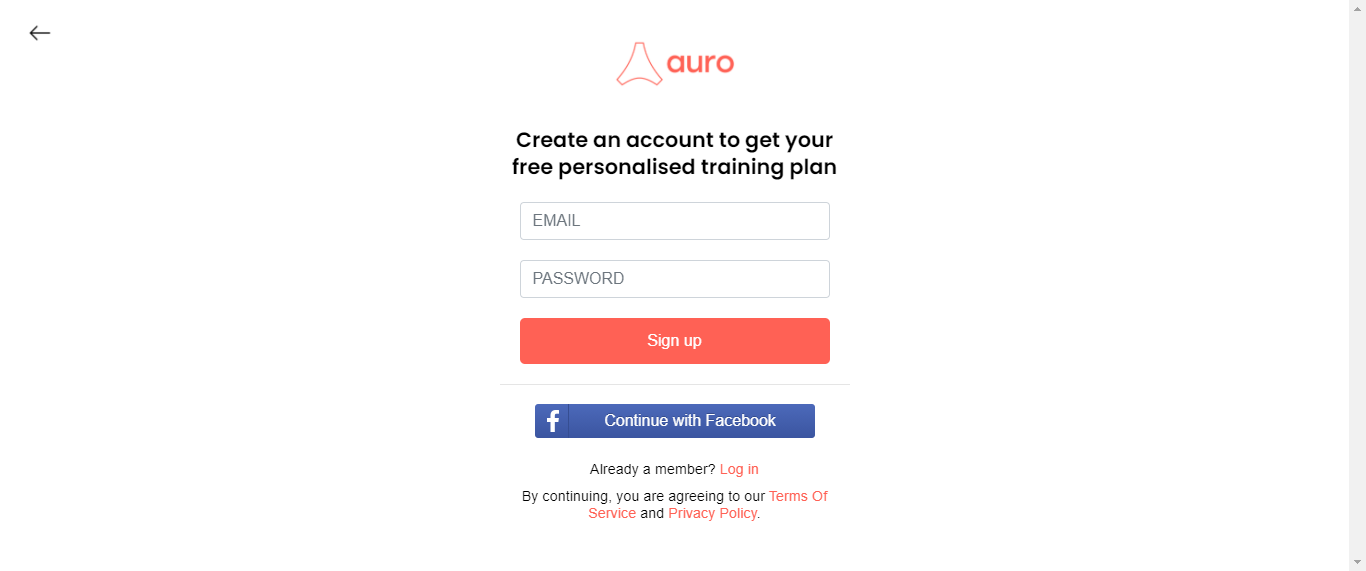 auro
Create an account to get your
free personalised training plan
EMAIL
PASSWORD
Sign up
f Continue with Facebook
Already a member? Log in
By continuing, you are agreeing to our Terms Of
Service and Privacy Policy.